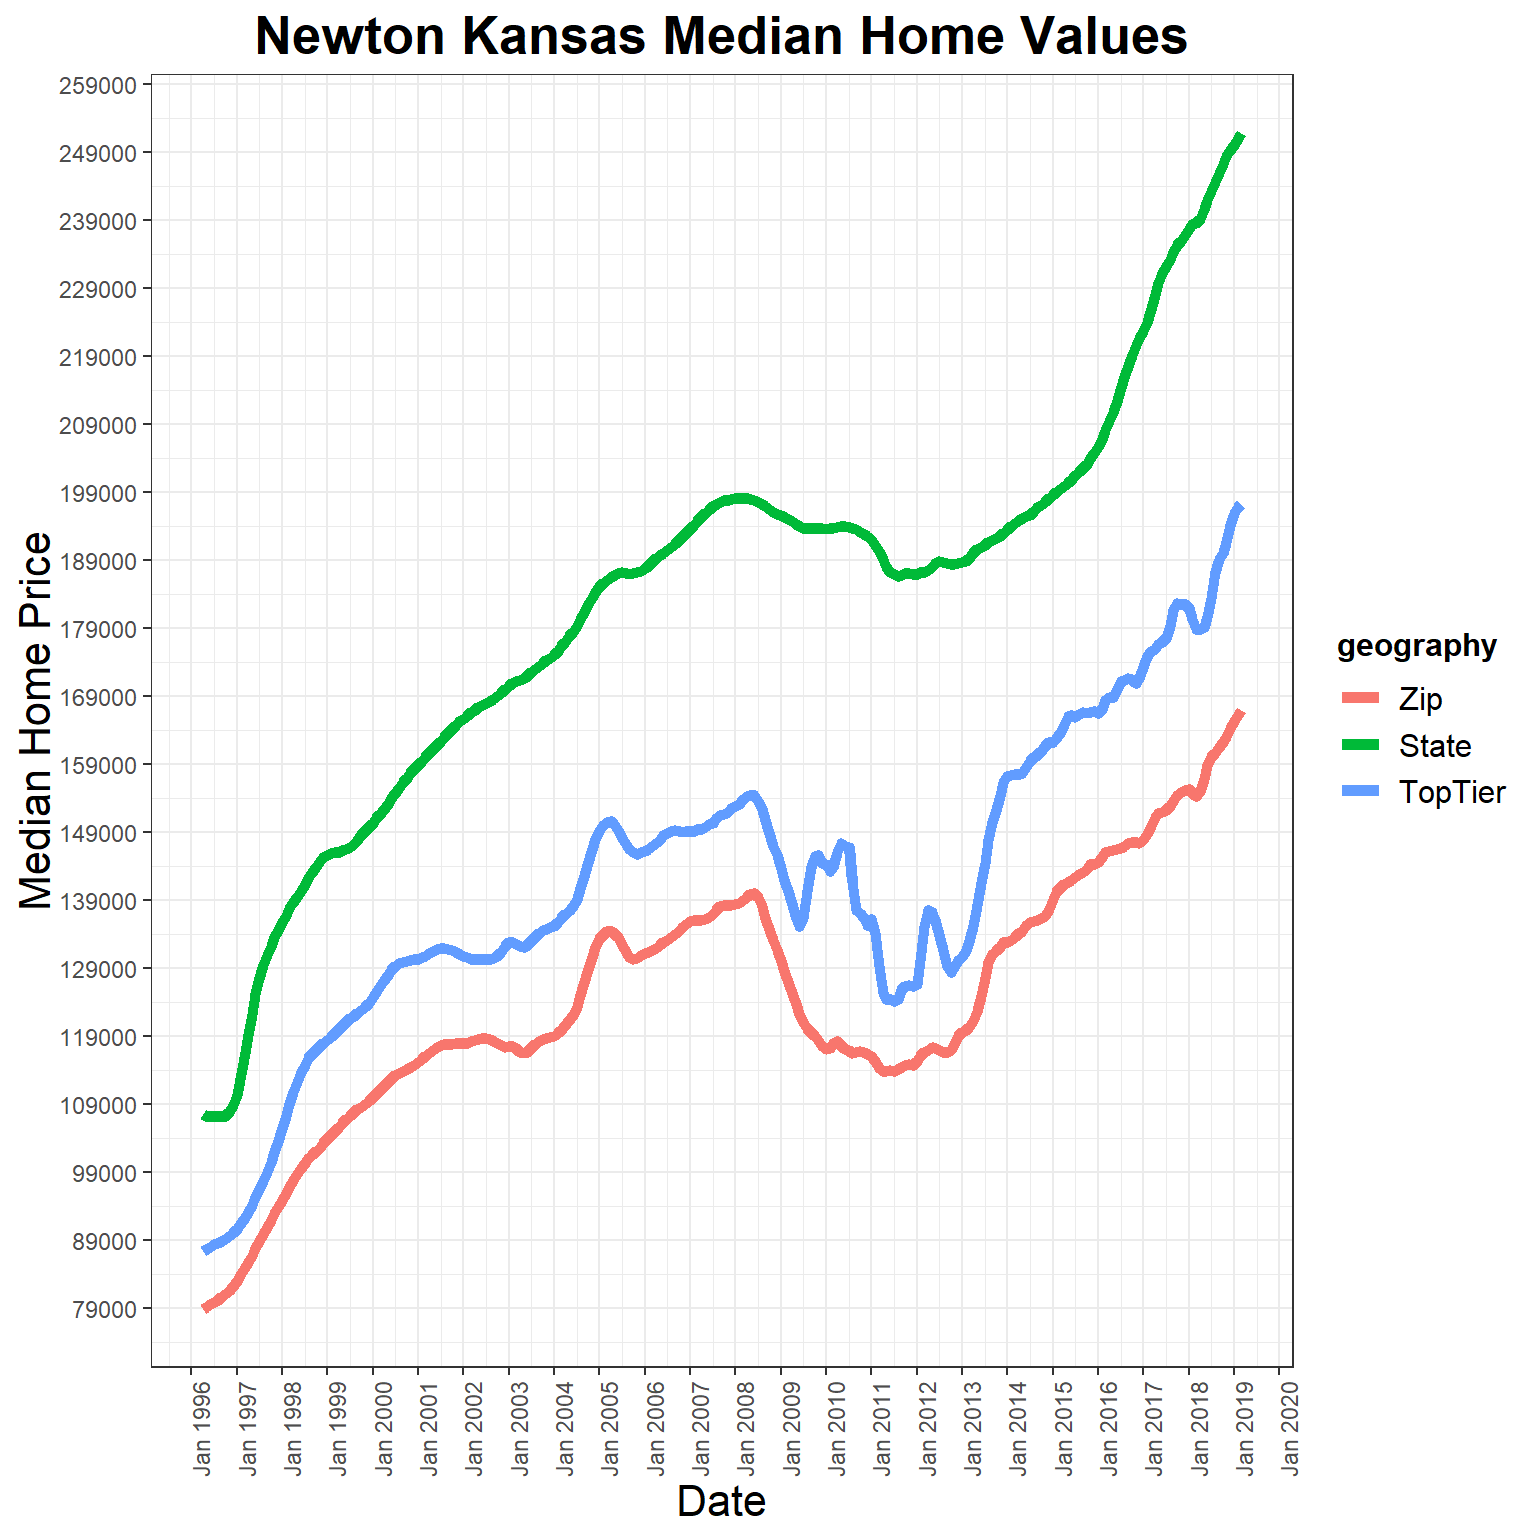 Newton Kansas Median Home Values
Median Home Price
259000
249000
239000
229000
219000
209000
199000
189000
179000
169000
159000
149000
139000
129000
119000
109000
99000
89000
79000
Jan 1996
Jan 1997
Jan 1998
Jan 1999
Jan 2000
Jan 2001
Jan 2002
Jan 2003
Jan 2004
Jan 2005
Jan 2006
Jan 2007
Jan 2008
Jan 2009
Jan 2010
Jan 2011
Jan 2012
Jan 2013
Jan 2014
Jan 2015
Jan 2016
Jan 2017
Jan 2018
Jan 2019
Jan 2020
Date
geography
Zip
State
TopTier